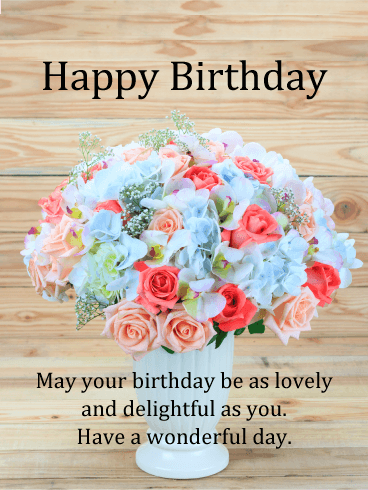 Happy Birthday
May your birthday be as lovely
and delightful as you.
Have a wonderful day.